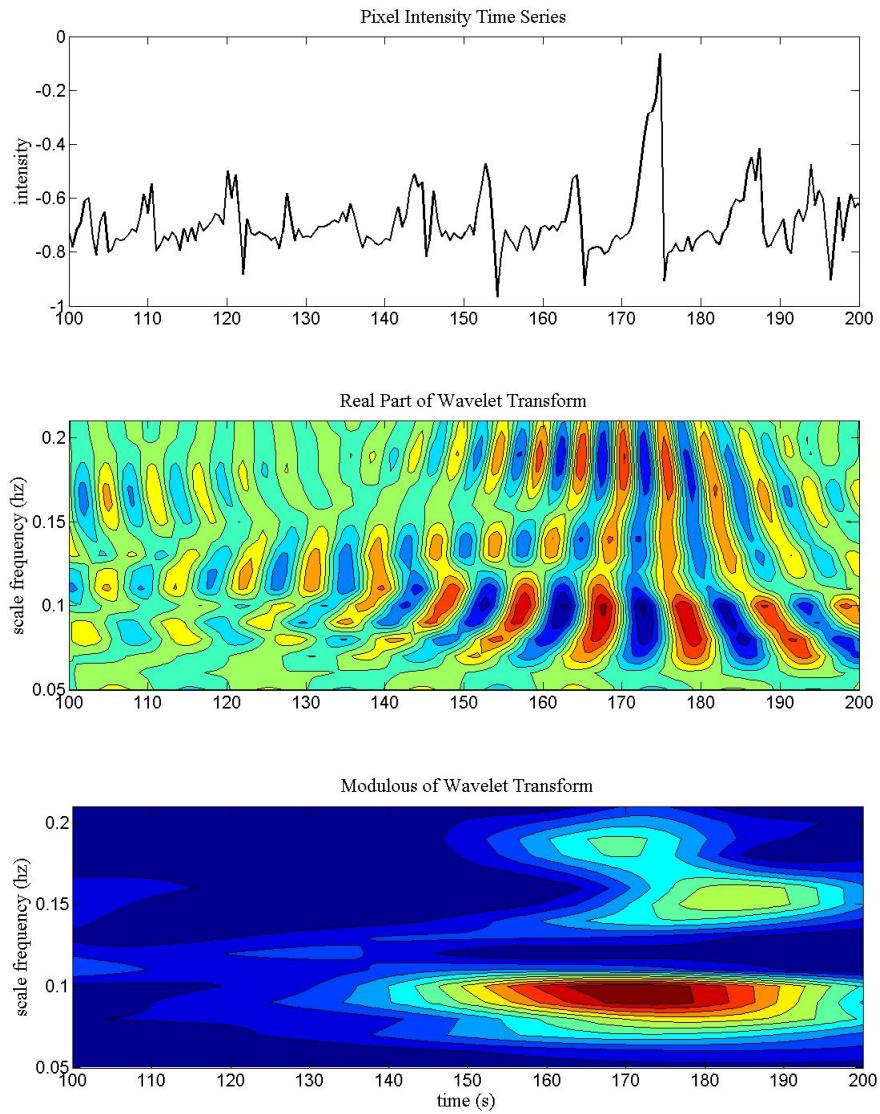 Pixel Intensity Time Series
intensity
0
-0.2
-0.4
-0.6
-0.8
-1
100 110 120 130 140 150 160 170 180 190 200
Real Part of Wavelet Transform
scale frequency (hz)
0.2
0.15
0.1
0.05
100 110 120 130 140 150 160 170 180 190 200
Modulous of Wavelet Transform
scale frequency (hz)
0.2
0.15
0.1
0.05
100 110 120 130 140 150 160 170 180 190 200
time (s)